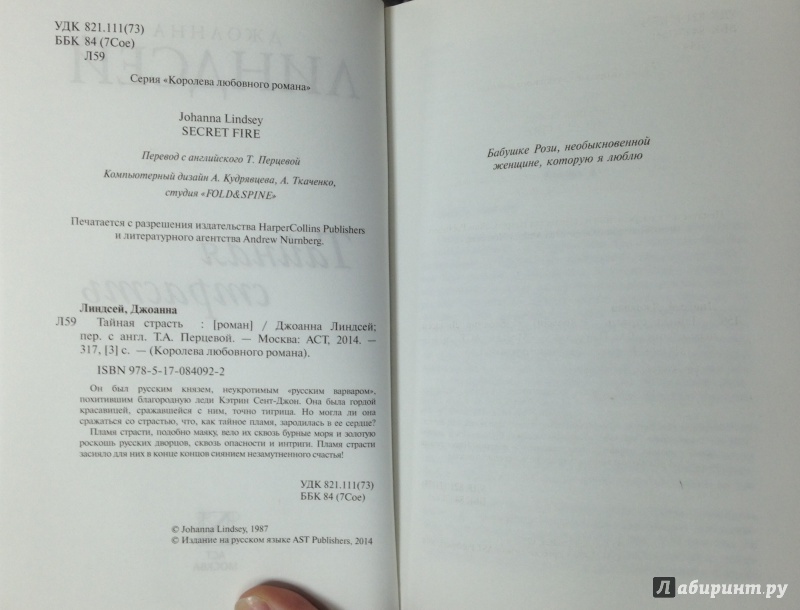 УДК 821.111(73)
ББК 84 (7Сое)
Л59
Серия «Королева любовного романа»
Johanna Lindsey
SECRET FIRE
Перевод с английского Т. Перцевой
Компьютерный дизайн А. Кудрявцева, А. Ткаченко,
студия «FOLD&SPINE»
Печатается с разрешения издательства HarperCollins Publishers
и литературного агентства Andrew Nurnberg.
Линдсей, Джоанна
Л59 Тайная страсть : [роман] / Джоанна Линдсей;
пер. с англ. Т.А. Перцевой. — Москва: АСТ, 2014. —
317, [3] с. — (Королева любовного романа).
ISBN 978-5-17-084092-2
Он был русским князем, неукротимым «русским варваром»,
похитившим благородную леди Кэтрин Сент-Джон. Она была гордой
красавицей, сражавшейся с ним, точно тигрица. Но могла ли она
сражаться со страстью, что, как тайное пламя, зародилась в ее сердце?
Пламя страсти, подобно маяку, вело их сквозь бурные моря и золотую
роскошь русских дворцов, сквозь опасности и интриги. Пламя страсти
засияло для них в конце концов сиянием незамутненного счастья!
УДК 821.111(73)
ББК 84 (7Сое)
© Johanna Lindsey, 1987
© Издание на русском языке AST Publishers, 2014
Бабушке Рози, необыкновенной
женщине, которую я люблю
Лабиринт.ру